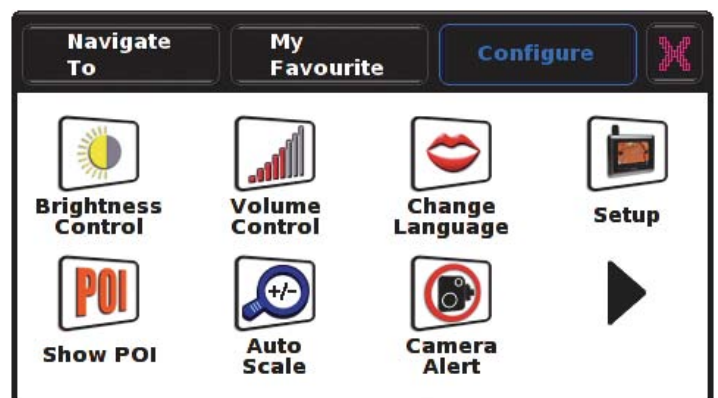 Navigate
To
My
Favourite
Configure
X
Brightness
Control
Volume
Control
Change
Language
Setup
POI
Show POI
+/-
Auto
Scale
Camera
Alert